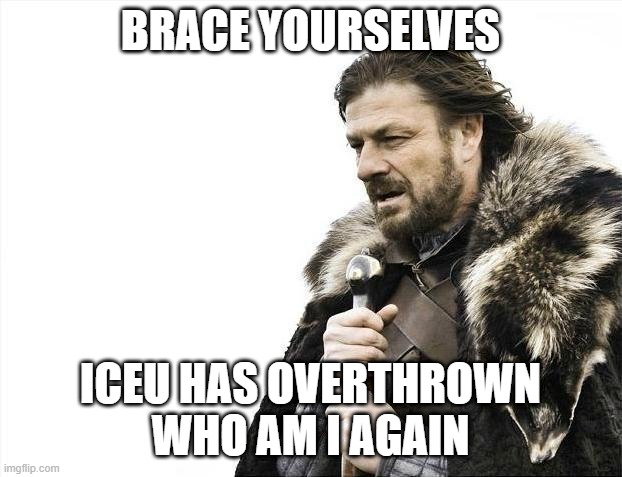 BRACE YOURSELVES
ICEU HAS OVERTHROWN
WHO AM I AGAIN
imgflip.com